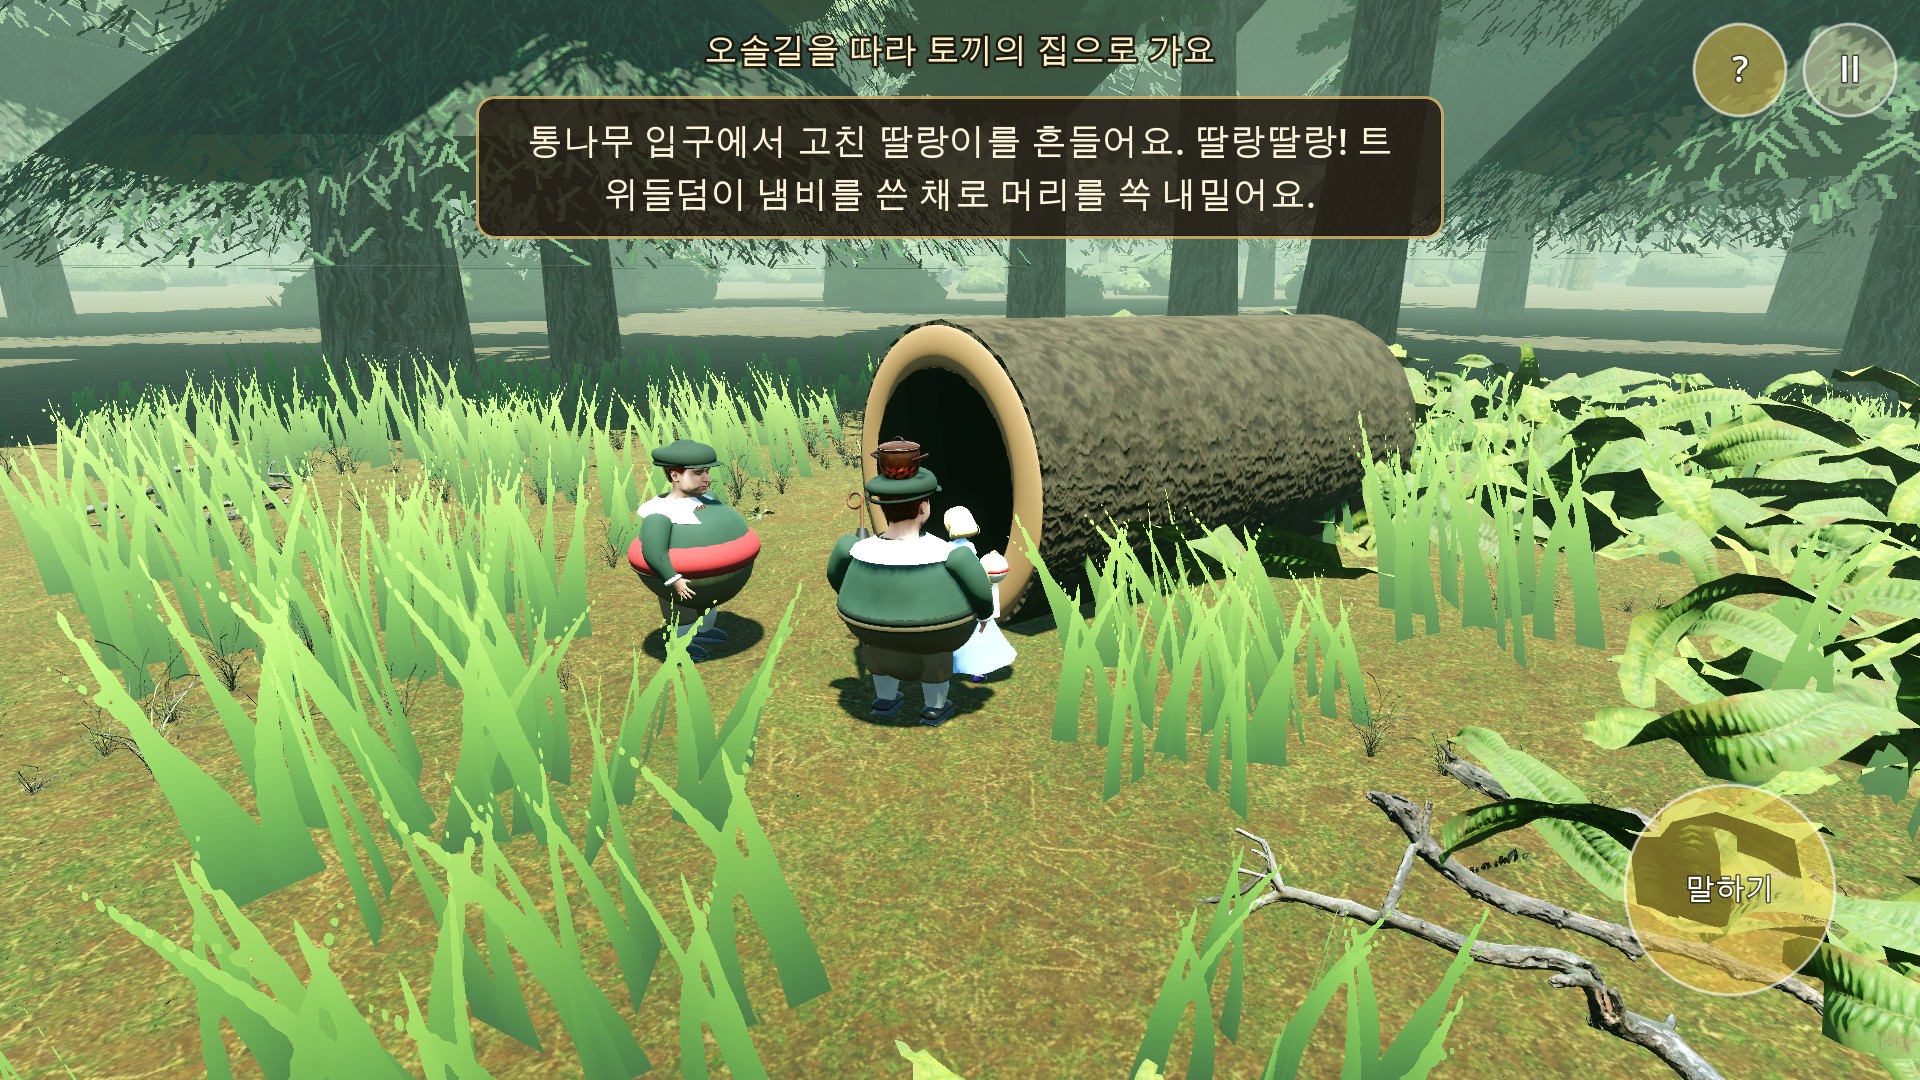 오솔길을 따라 토끼의 집으로 가요
?
통나무 입구에서 고친 딸랑이를 흔들어요. 딸랑딸랑! 트
위들덤이 냄비를 쓴 채로 머리를 쏙 내밀어요.
말하기